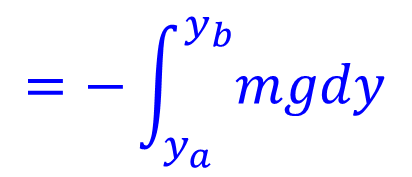 = − ∫_{y_a}^{y_b} mgdy